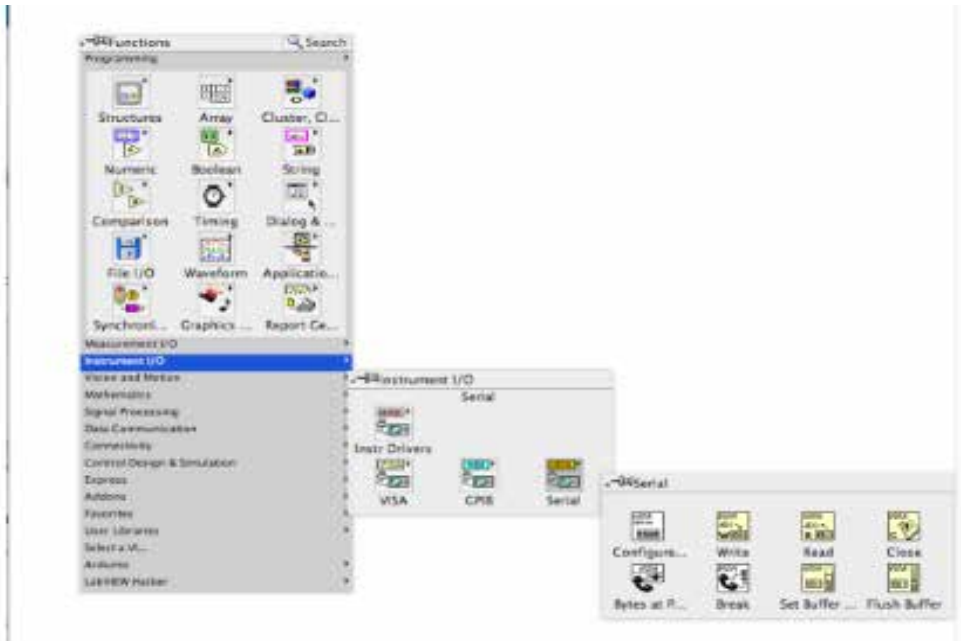 Functions Search
Programming
Structures Array Cluster, Cl...
Numeric Boolean String
Comparison Timing Dialog & ...
File I/O Waveform Applicatio...
Synchroni... Graphics ... Report Ge...
Measurement I/O
Instrument I/O
Vision and Motion
Mathematics
Signal Processing
Data Communication
Connectivity
Control Design & Simulation
Express
Addons
Favorites
User Libraries
Select a VI...
Arduino
LabVIEW Hacker
Instrument I/O
Serial
Instr Drivers
VISA GPIB Serial
Serial
Configure... Write Read Close
Bytes at P... Break Set Buffer ... Flush Buffer